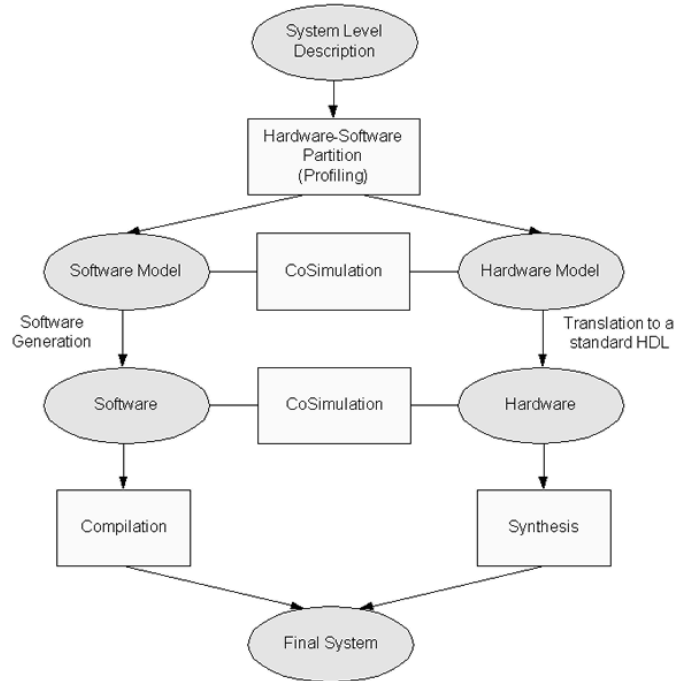 System Level
Description
Hardware-Software
Partition
(Profiling)
Software Model
CoSimulation
Hardware Model
Software
Generation
Translation to a
standard HDL
Software
CoSimulation
Hardware
Compilation
Synthesis
Final System